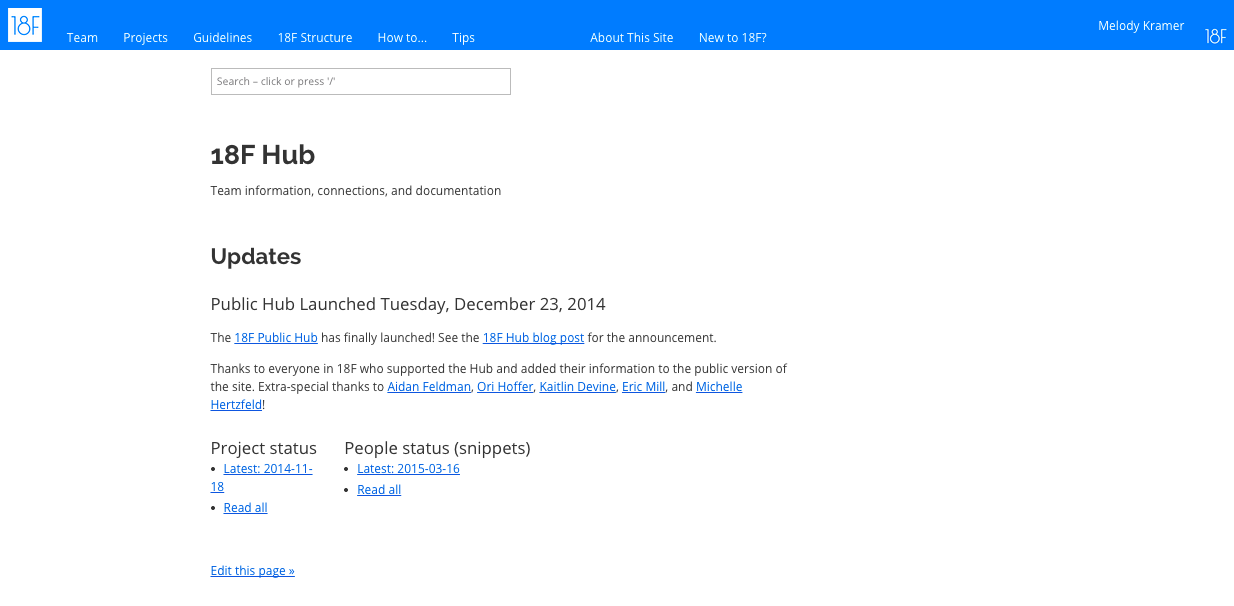 18F
Team Projects Guidelines 18F Structure How to... Tips About This Site New to 18F? Melody Kramer 18F
Search – click or press '/'
18F Hub
Team information, connections, and documentation
Updates
Public Hub Launched Tuesday, December 23, 2014
The 18F Public Hub has finally launched! See the 18F Hub blog post for the announcement.
Thanks to everyone in 18F who supported the Hub and added their information to the public version of
the site. Extra-special thanks to Aidan Feldman, Ori Hoffer, Kaitlin Devine, Eric Mill, and Michelle
Hertzfeld!
Project status
• Latest: 2014-11-
18
• Read all
People status (snippets)
• Latest: 2015-03-16
• Read all
Edit this page »